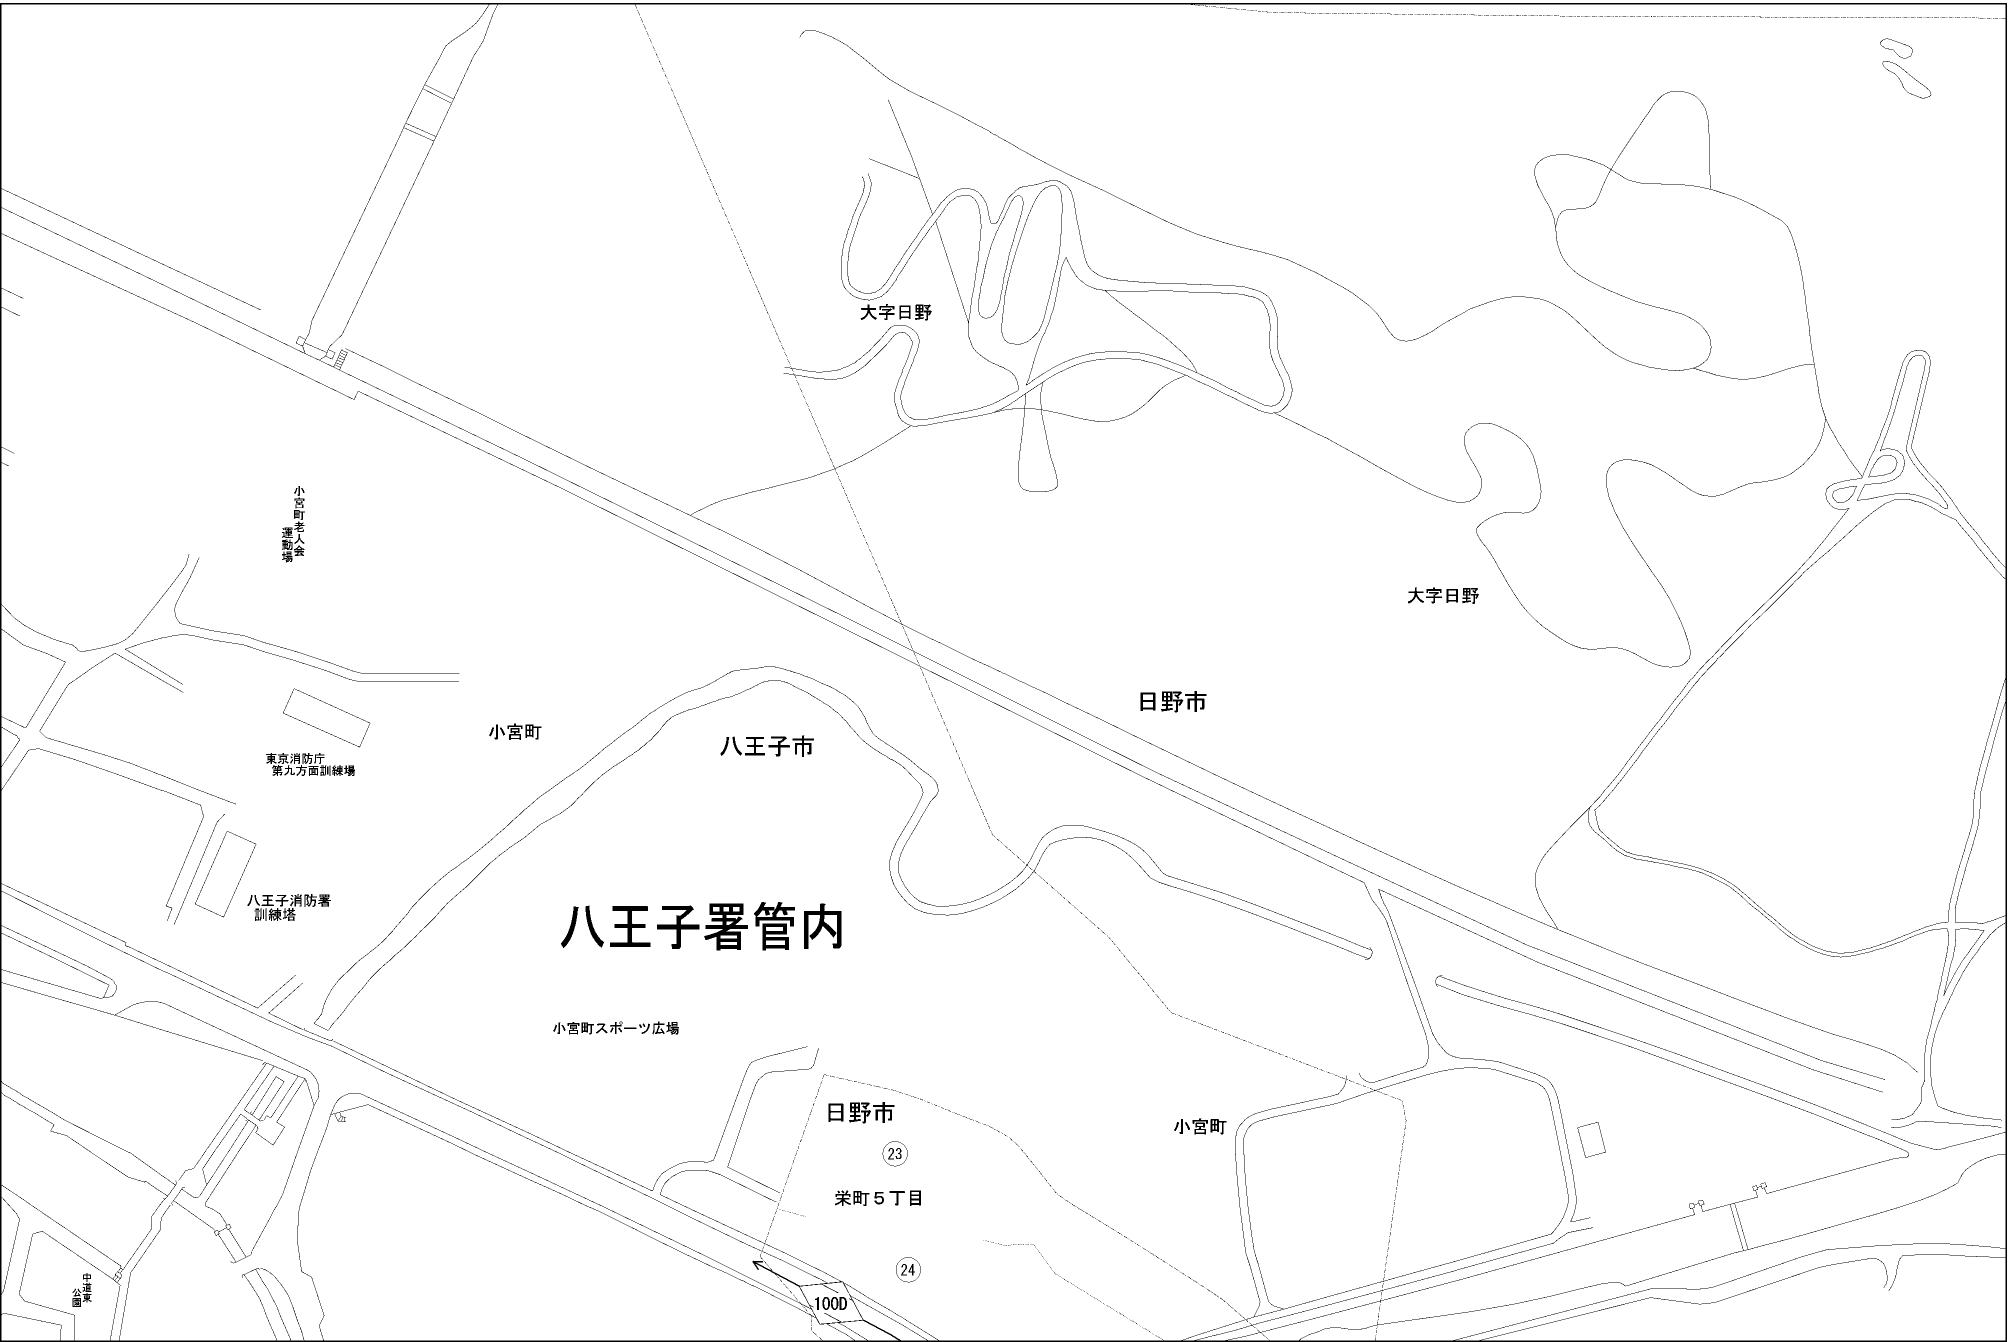 大字日野
小宮町老人会
運動場
大字日野
日野市
小宮町
八王子市
東京消防庁
第九方面訓練場
八王子消防署
訓練塔
八王子署管内
小宮町スポーツ広場
日野市
小宮町
23
栄町５丁目
24
中道東
公園
100D